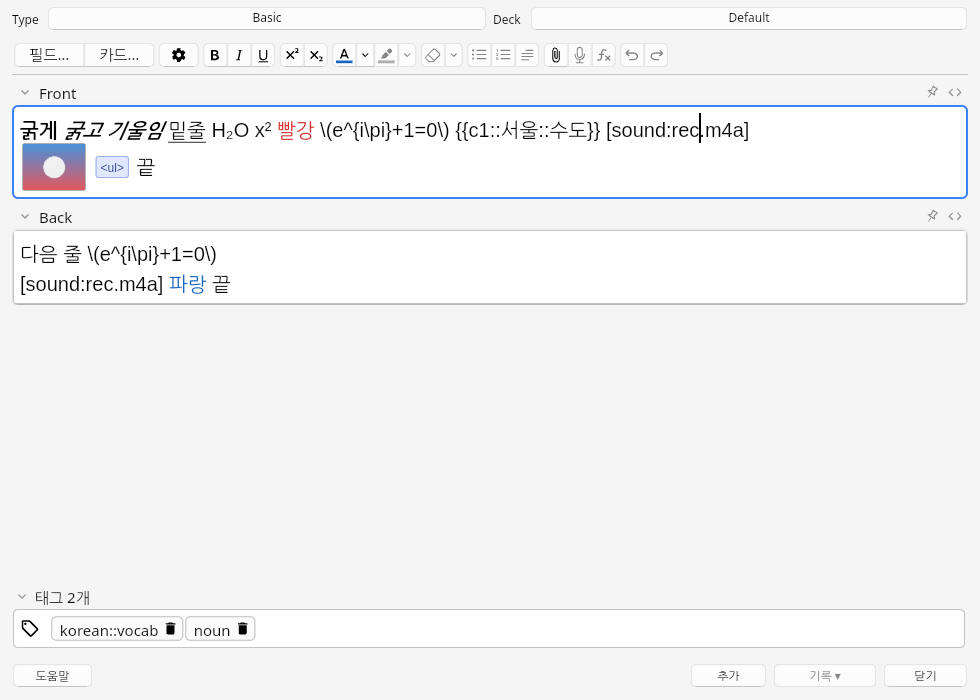 Type Basic Deck Default
필드... 카드... B I U X² X₂ A fx
Front
굵게 굵고 기울임 밑줄 H₂O x² 빨강 \(e^{i\pi}+1=0\) {{c1::서울::수도}} [sound:rec.m4a]
<ul> 끝
Back
다음 줄 \(e^{i\pi}+1=0\)
[sound:rec.m4a] 파랑 끝
태그 2개
korean::vocab noun
도움말 추가 기록 ▾ 닫기